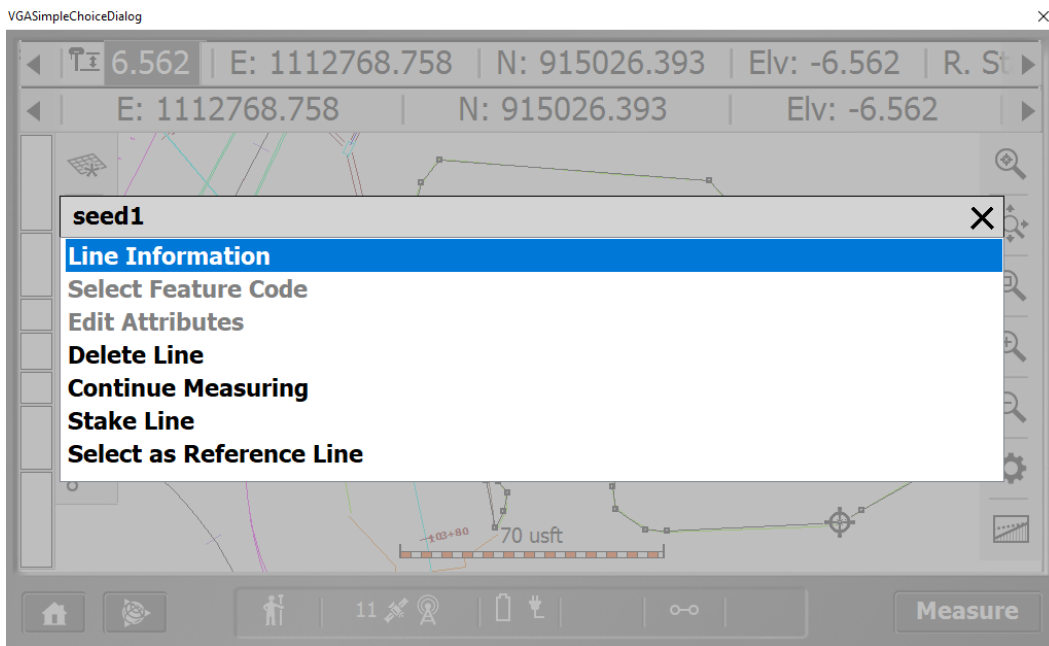 VGASimpleChoiceDialog
6.562 E: 1112768.758 N: 915026.393 Elv: -6.562 R. St
E: 1112768.758 N: 915026.393 Elv: -6.562
seed1
Line Information
Select Feature Code
Edit Attributes
Delete Line
Continue Measuring
Stake Line
Select as Reference Line
103+80
70 usft
11
Measure